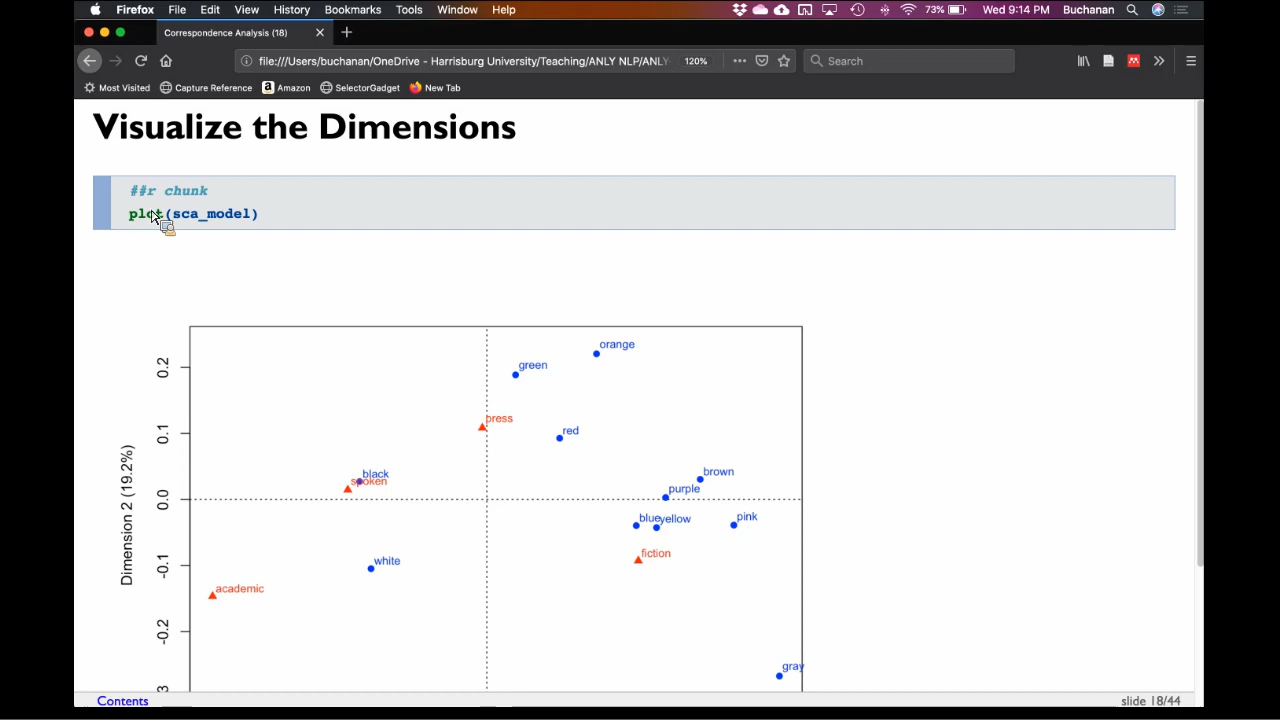 Firefox File Edit View History Bookmarks Tools Window Help 73% Wed 9:14 PM Buchanan
Correspondence Analysis (18)
file:///Users/buchanan/OneDrive - Harrisburg University/Teaching/ANLY NLP/ANLY- 120% Search
Most Visited Capture Reference Amazon SelectorGadget New Tab
Visualize the Dimensions
##r chunk
plot(sca_model)
orange
green
0.2
press
red
0.1
black
spoken
brown
purple
0.0
blue
yellow
pink
fiction
white
-0.1
academic
-0.2
gray
Dimension 2 (19.2%)
3
Contents
slide 18/44